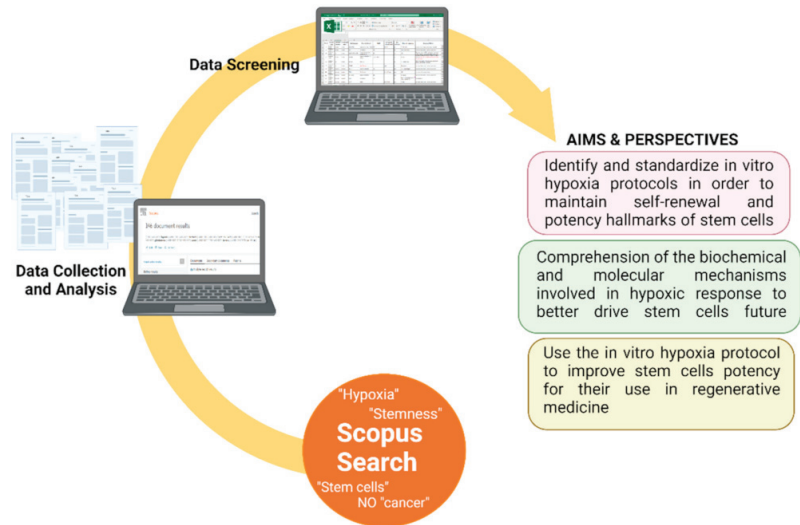 Data Screening
AIMS & PERSPECTIVES
Identify and standardize in vitro
hypoxia protocols in order to
maintain self-renewal and
potency hallmarks of stem cells
Data Collection
and Analysis
document results
Comprehension of the biochemical
and molecular mechanisms
involved in hypoxic response to
better drive stem cells future
Use the in vitro hypoxia protocol
to improve stem cells potency
for their use in regenerative
medicine
"Hypoxia"
"Stemness"
Scopus
Search
"Stem cells"
NO "cancer"